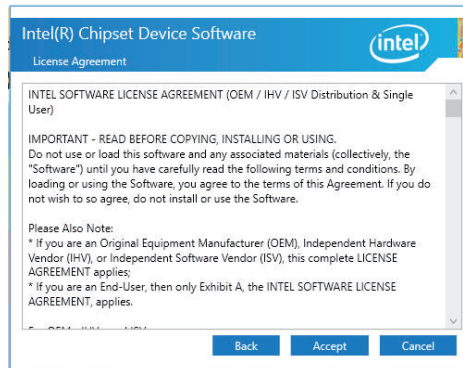 Intel(R) Chipset Device Software
intel
License Agreement
INTEL SOFTWARE LICENSE AGREEMENT (OEM / IHV / ISV Distribution & Single
User)
IMPORTANT - READ BEFORE COPYING, INSTALLING OR USING.
Do not use or load this software and any associated materials (collectively, the
"Software") until you have carefully read the following terms and conditions. By
loading or using the Software, you agree to the terms of this Agreement. If you do
not wish to so agree, do not install or use the Software.
Please Also Note:
* If you are an Original Equipment Manufacturer (OEM), Independent Hardware
Vendor (IHV), or Independent Software Vendor (ISV), this complete LICENSE
AGREEMENT applies;
* If you are an End-User, then only Exhibit A, the INTEL SOFTWARE LICENSE
AGREEMENT, applies.
Back Accept Cancel